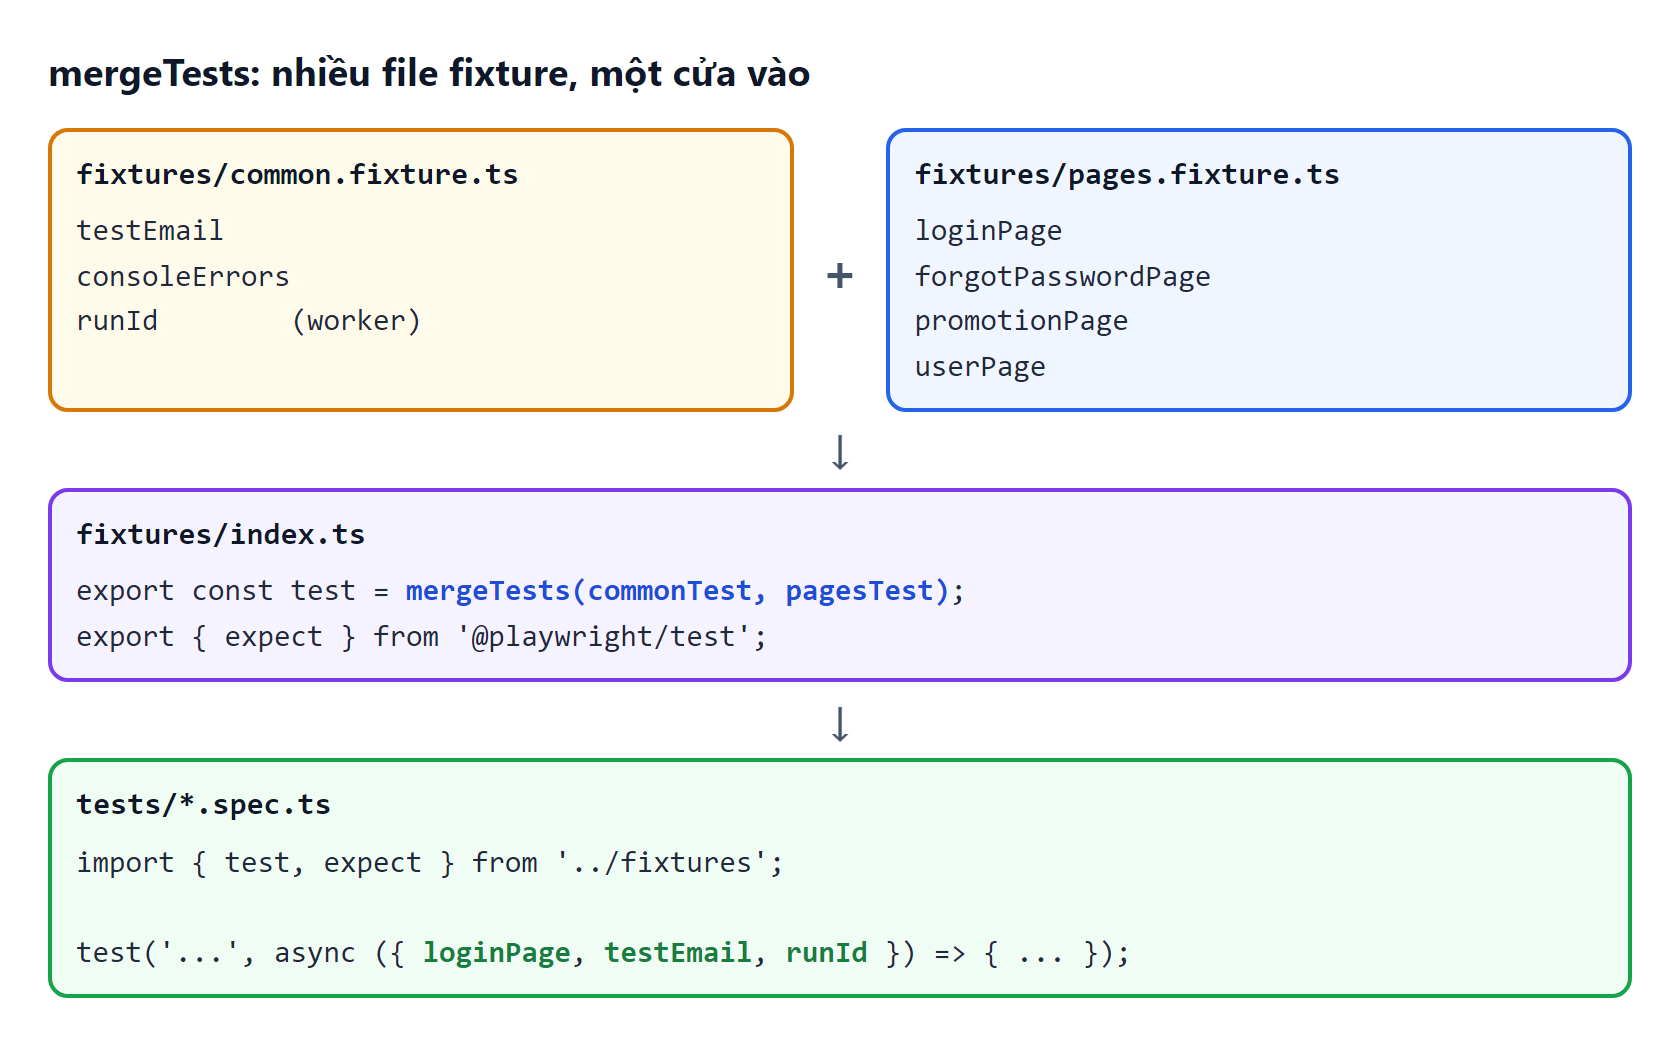 mergeTests: nhiều file fixture, một cửa vào
fixtures/common.fixture.ts
testEmail
consoleErrors
runId        (worker)
+
fixtures/pages.fixture.ts
loginPage
forgotPasswordPage
promotionPage
userPage
↓
fixtures/index.ts
export const test = mergeTests(commonTest, pagesTest);
export { expect } from '@playwright/test';
↓
tests/*.spec.ts
import { test, expect } from '../fixtures';
test('...', async ({ loginPage, testEmail, runId }) => { ... });